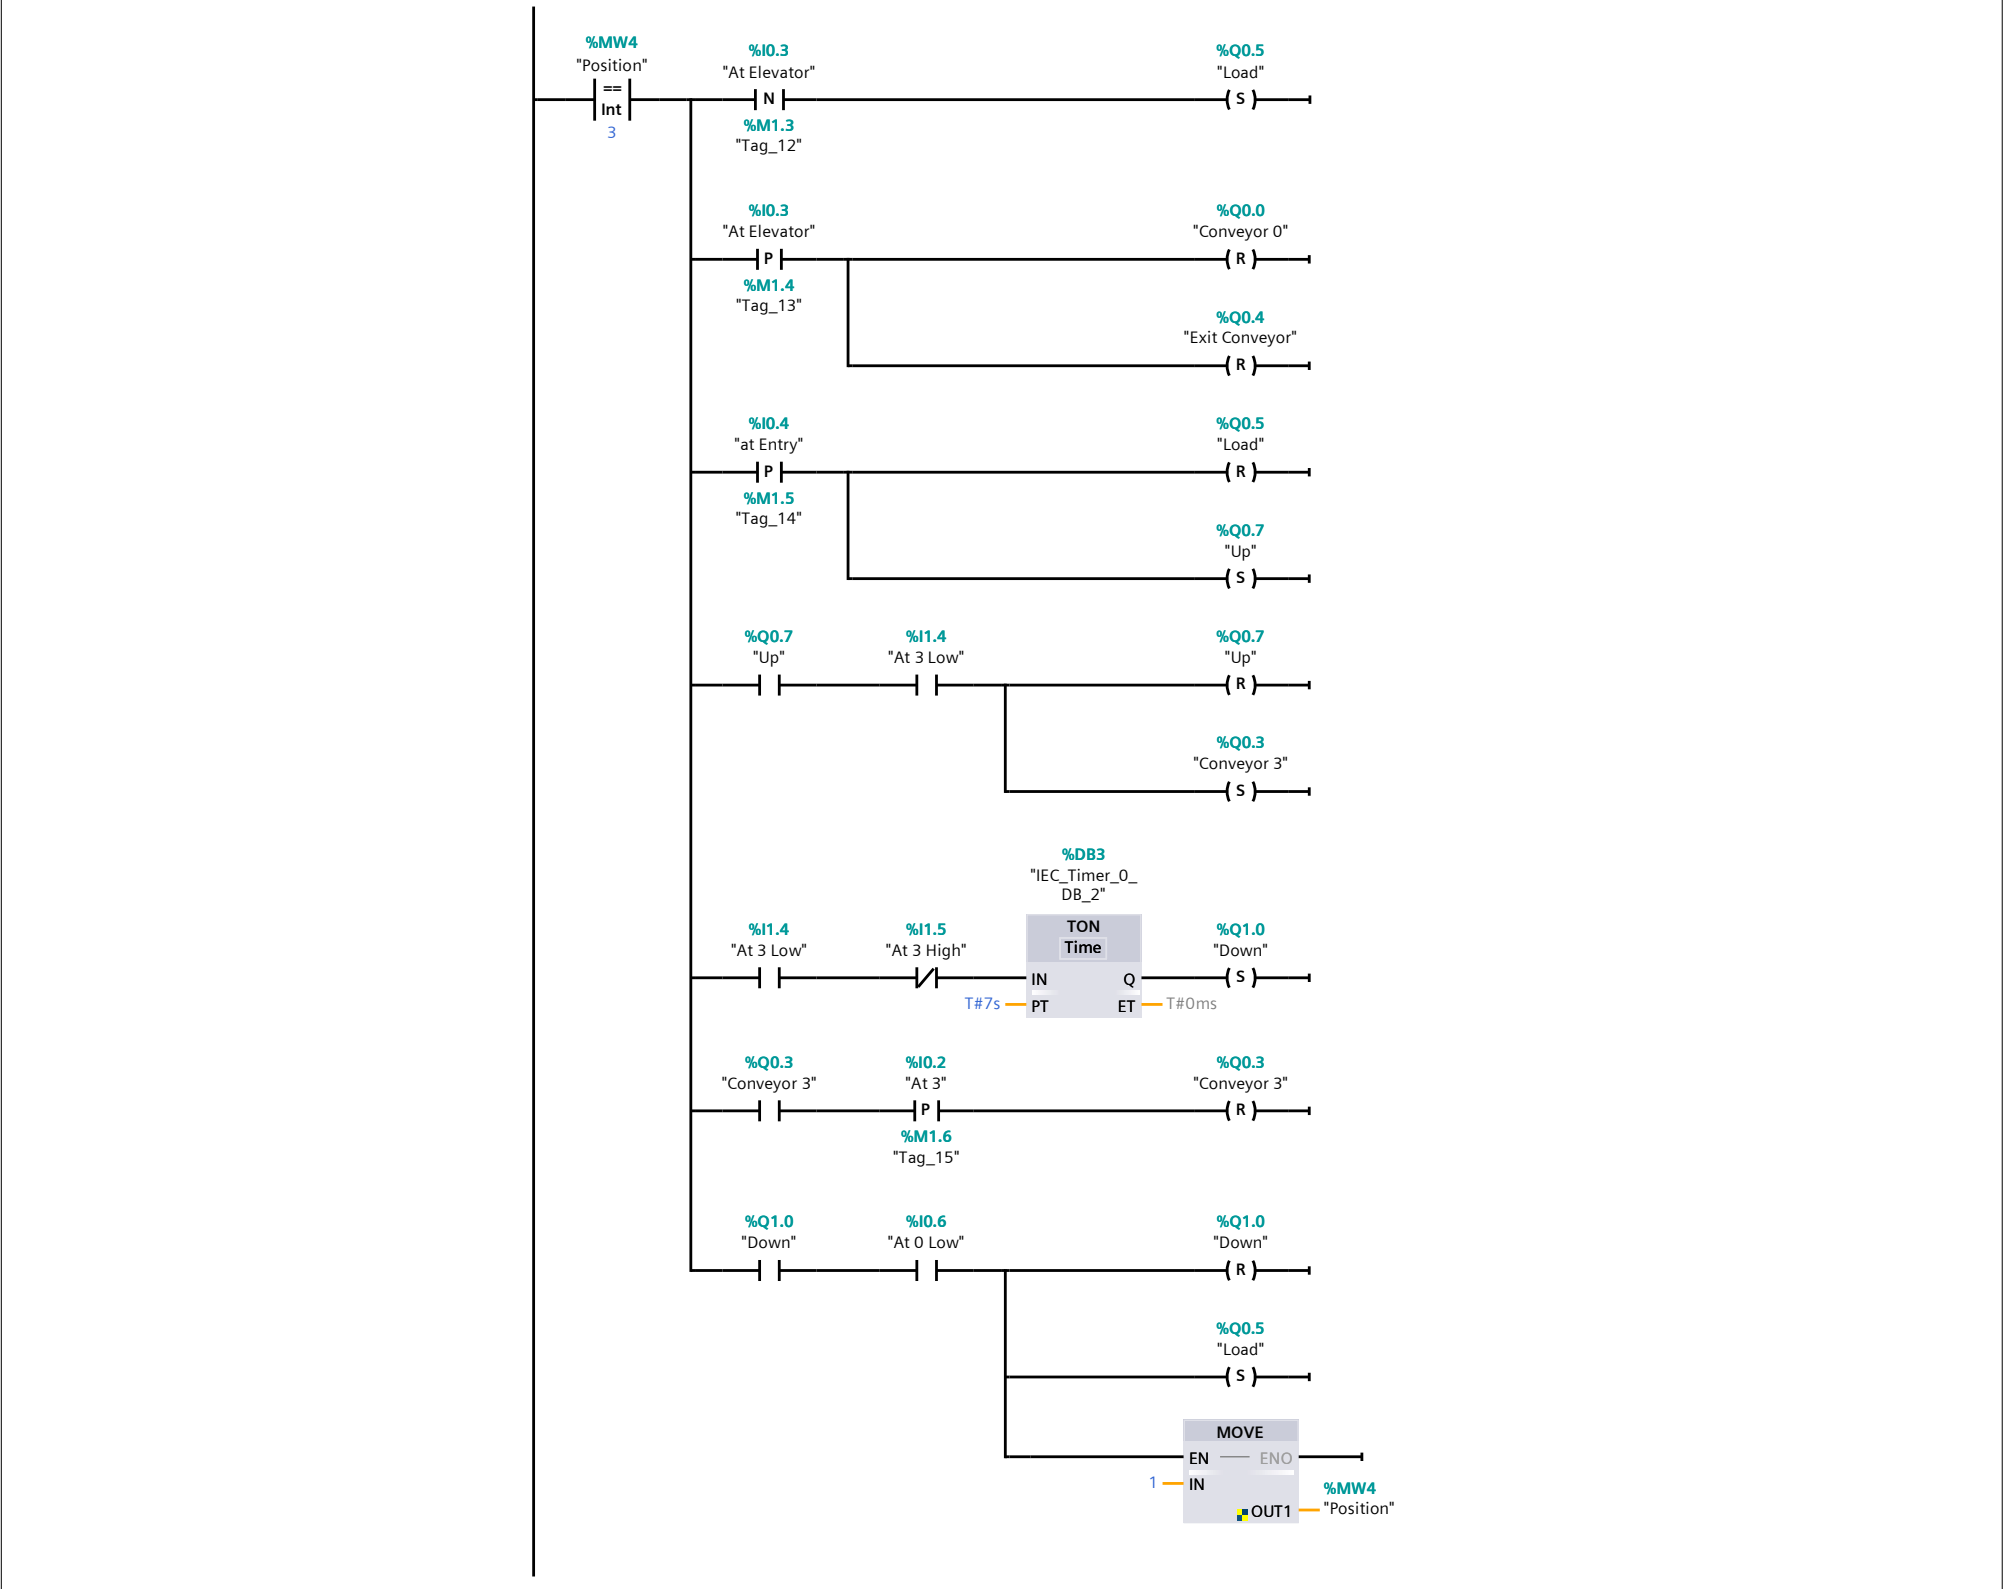 %MW4
"Position"
==
Int
3
%I0.3
"At Elevator"
N
%M1.3
"Tag_12"
%Q0.5
"Load"
S
%I0.3
"At Elevator"
P
%M1.4
"Tag_13"
%Q0.0
"Conveyor 0"
R
%Q0.4
"Exit Conveyor"
R
%I0.4
"at Entry"
P
%M1.5
"Tag_14"
%Q0.5
"Load"
R
%Q0.7
"Up"
S
%Q0.7
"Up"
%I1.4
"At 3 Low"
%Q0.7
"Up"
R
%Q0.3
"Conveyor 3"
S
%DB3
"IEC_Timer_0_
DB_2"
%I1.4
"At 3 Low"
%I1.5
"At 3 High"
TON
Time
IN Q
T#7s PT ET T#0ms
%Q1.0
"Down"
S
%Q0.3
"Conveyor 3"
%I0.2
"At 3"
P
%M1.6
"Tag_15"
%Q0.3
"Conveyor 3"
R
%Q1.0
"Down"
%I0.6
"At 0 Low"
%Q1.0
"Down"
R
%Q0.5
"Load"
S
MOVE
EN ENO
1 IN
OUT1
%MW4
"Position"